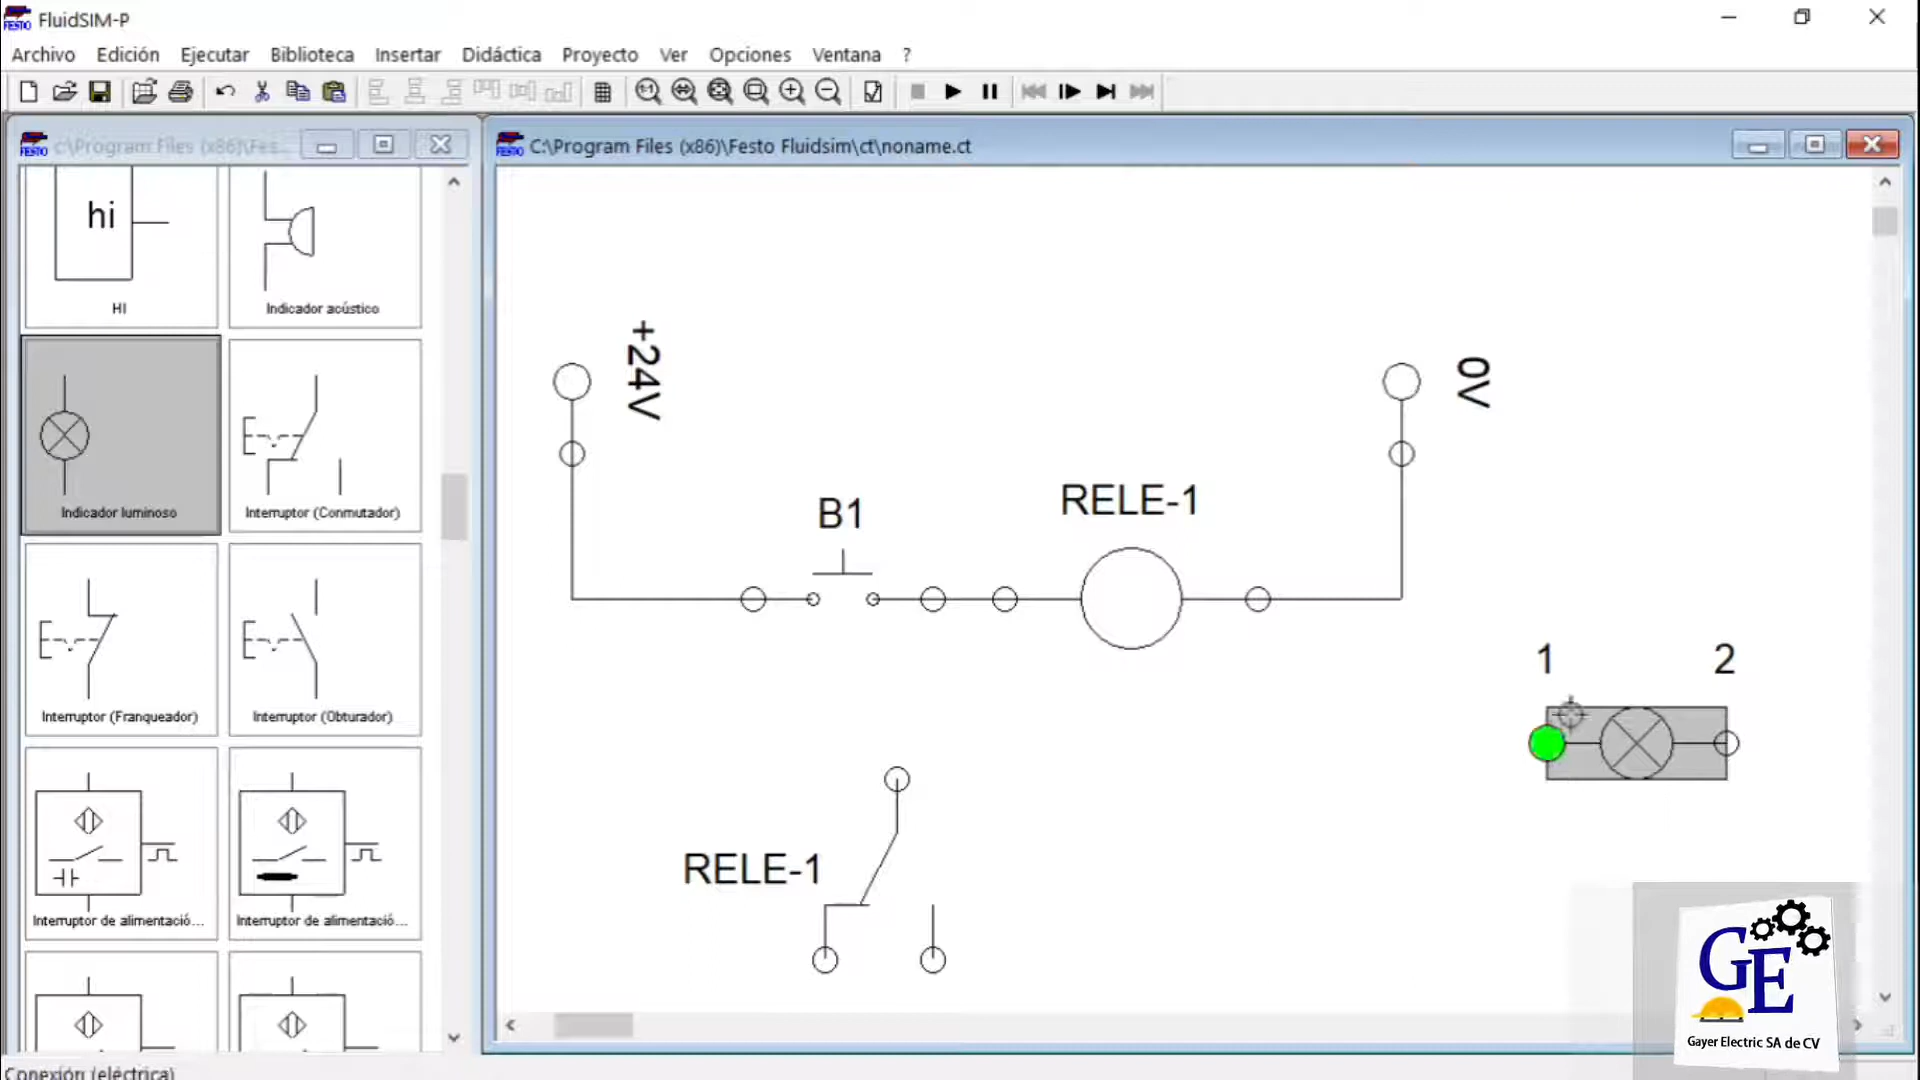 FluidSIM-P
Archivo Edición Ejecutar Biblioteca Insertar Didáctica Proyecto Ver Opciones Ventana ?
c:\Program Files (x86)\Fes...
C:\Program Files (x86)\Festo Fluidsim\ct\noname.ct
hi
HI
Indicador acústico
Indicador luminoso
Interruptor (Conmutador)
Interruptor (Franqueador)
Interruptor (Obturador)
Interruptor de alimentació...
Interruptor de alimentació...
+24V
0V
B1
RELE-1
1
2
RELE-1
GE
Gayer Electric SA de CV
Conexión (eléctrica)